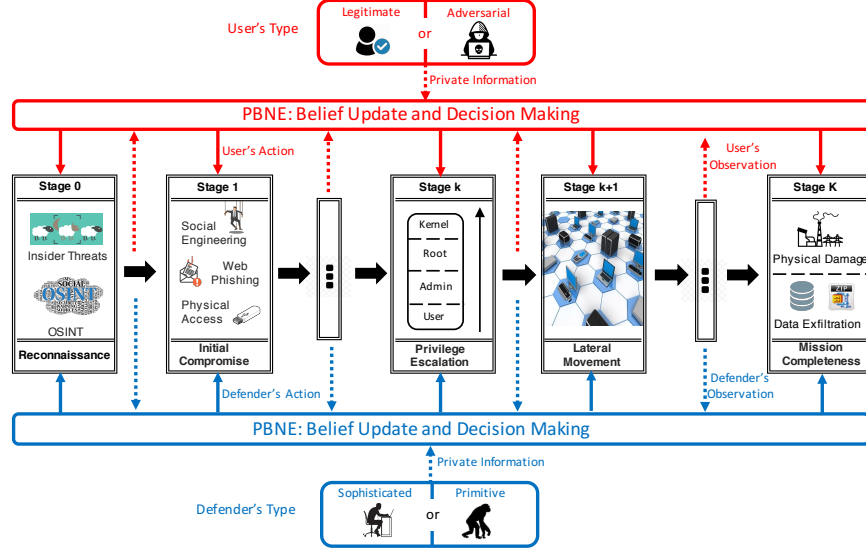 Legitimate
Adversarial
User's Type
or
Private Information
PBNE: Belief Update and Decision Making
User's Action
User's
Observation
Stage 0
Stage 1
Stage k
Stage k+1
Stage K
Insider Threats
SOCIAL
OSINT
OSINT
Reconnaissance
Social
Engineering
Web
Phishing
Physical
Access
Initial
Compromise
Kernel
Root
Admin
User
Privilege
Escalation
Lateral
Movement
Physical Damage
ZIP
Data Exfiltration
Mission
Completeness
Defender's Action
Defender's
Observation
PBNE: Belief Update and Decision Making
Private Information
Defender's Type
Sophisticated
Primitive
or